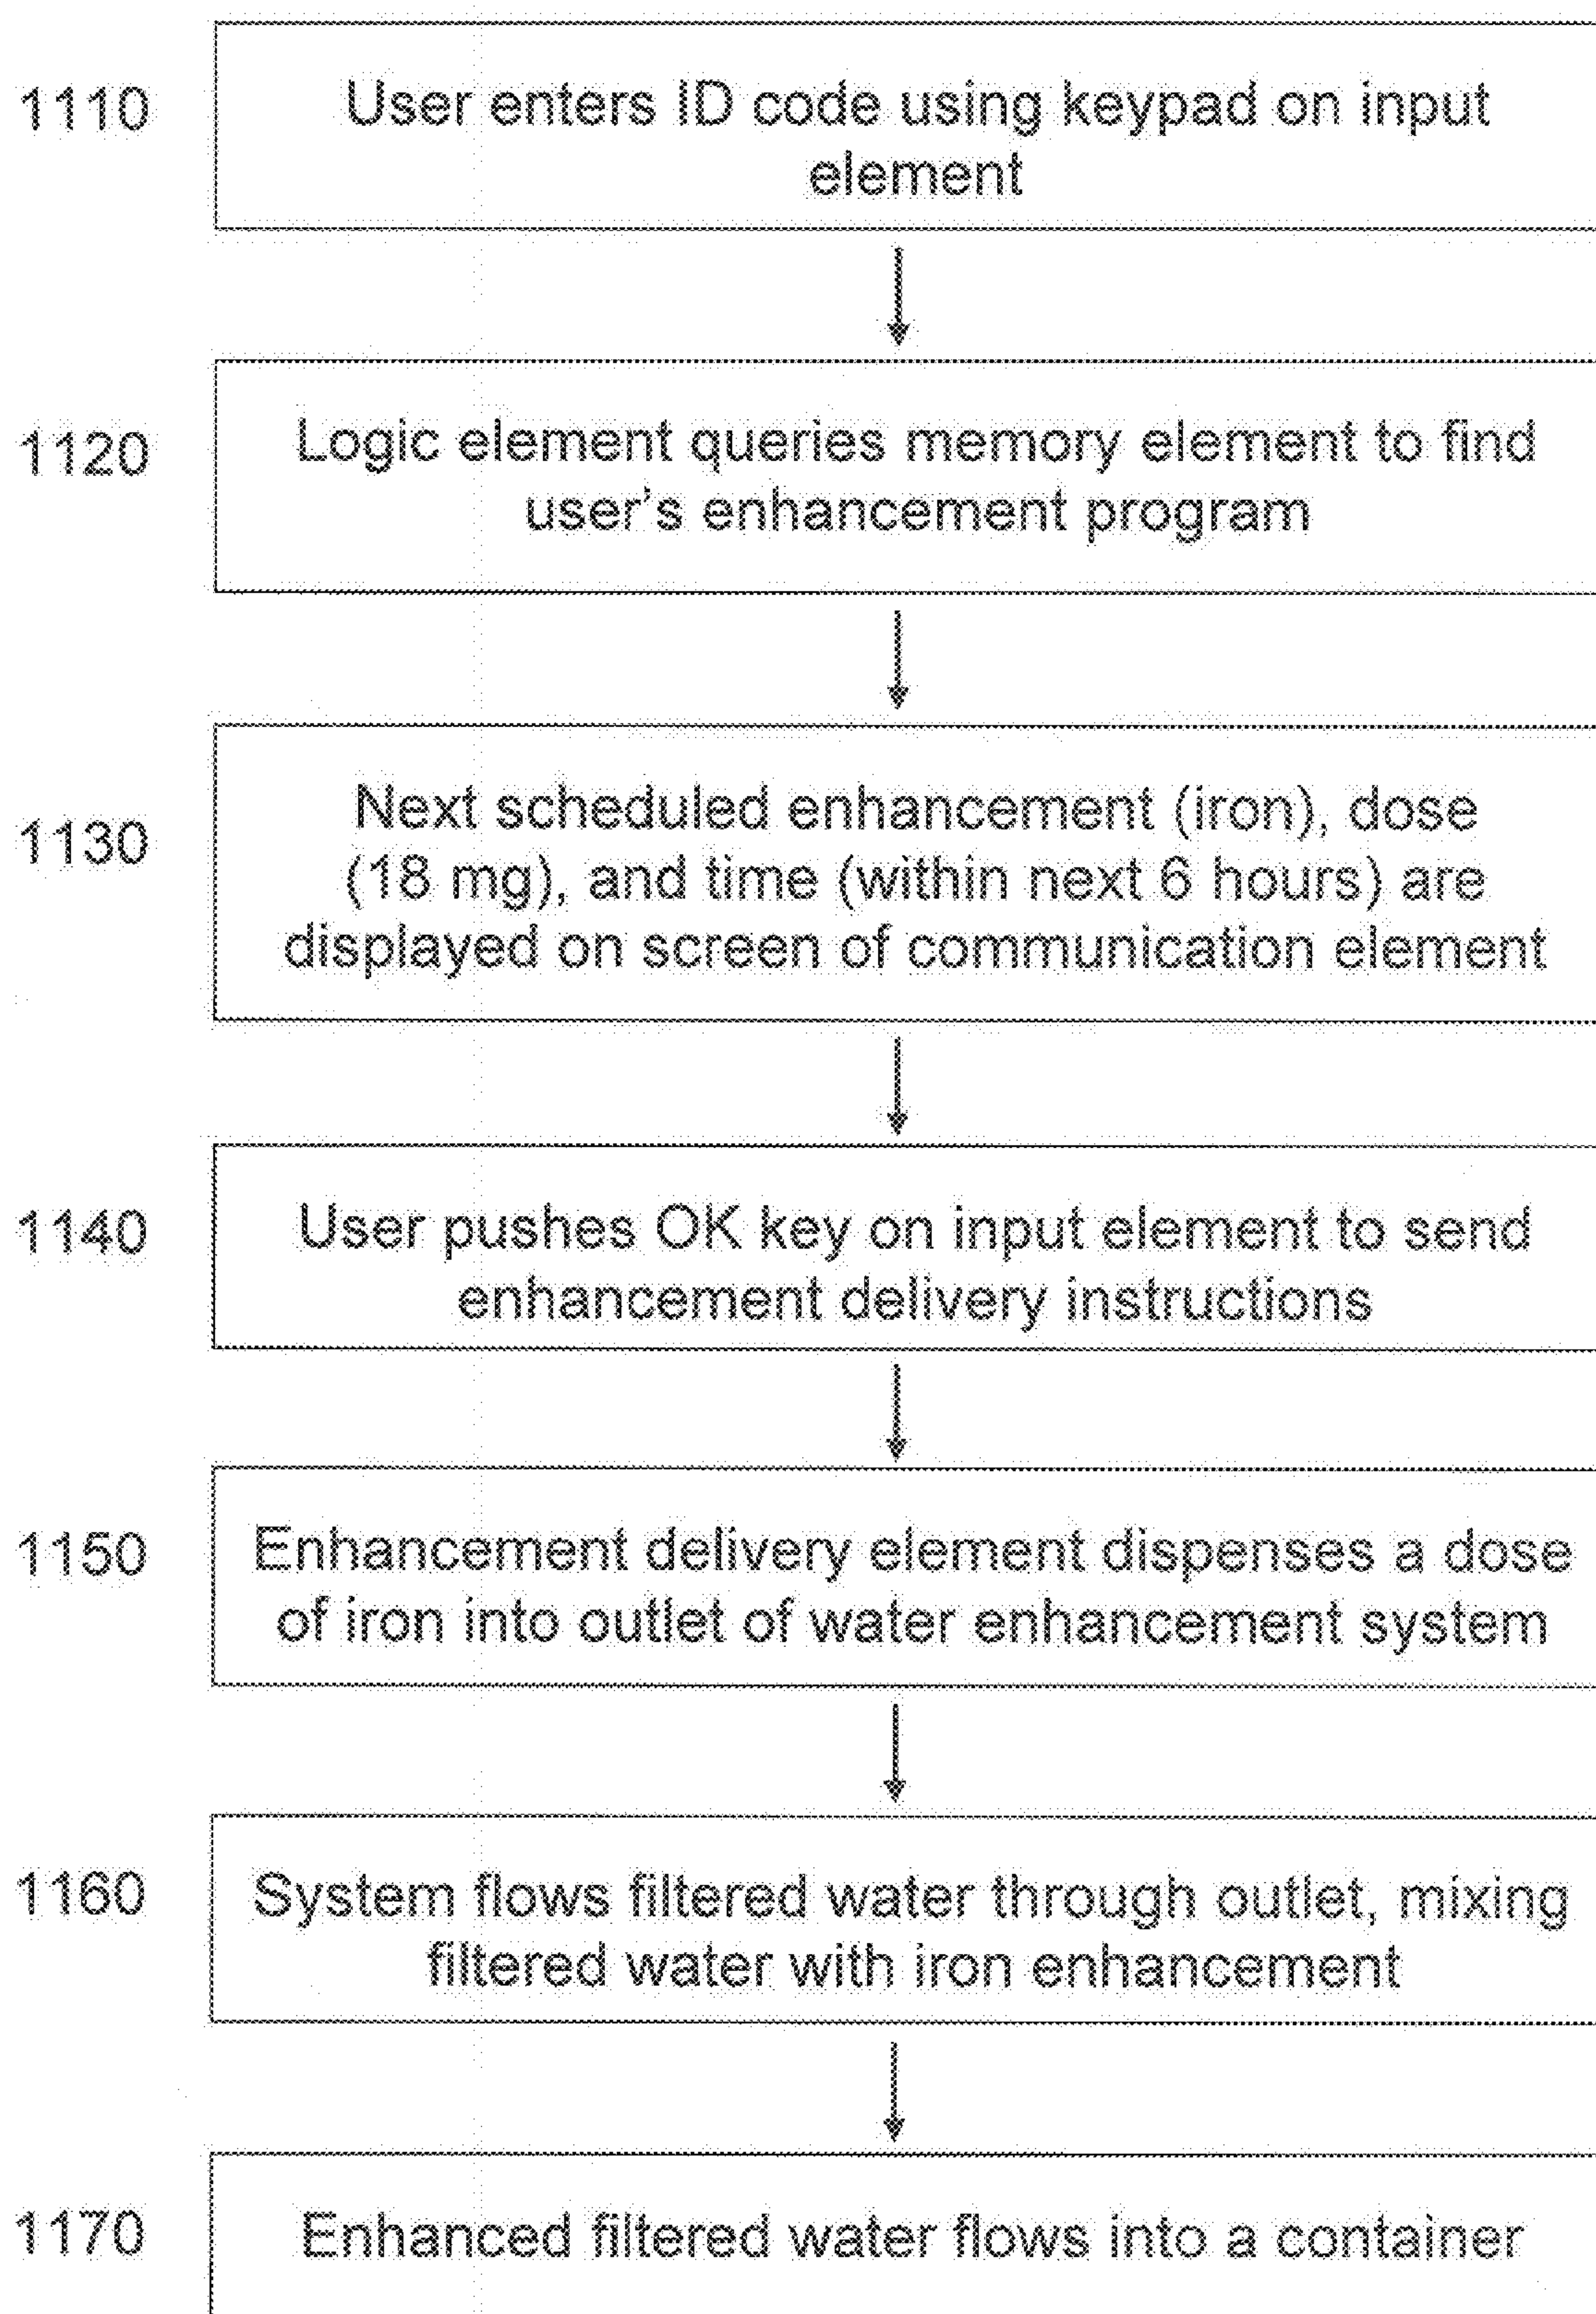 1110
User enters ID code using keypad on input
element
1120
Logic element queries memory element to find
user's enhancement program
1130
Next scheduled enhancement (iron), dose
(18 mg), and time (within next 6 hours) are
displayed on screen of communication element
1140
User pushes OK key on input element to send
enhancement delivery instructions
1150
Enhancement delivery element dispenses a dose
of iron into outlet of water enhancement system
1160
System flows filtered water through outlet, mixing
filtered water with iron enhancement
1170
Enhanced filtered water flows into a container